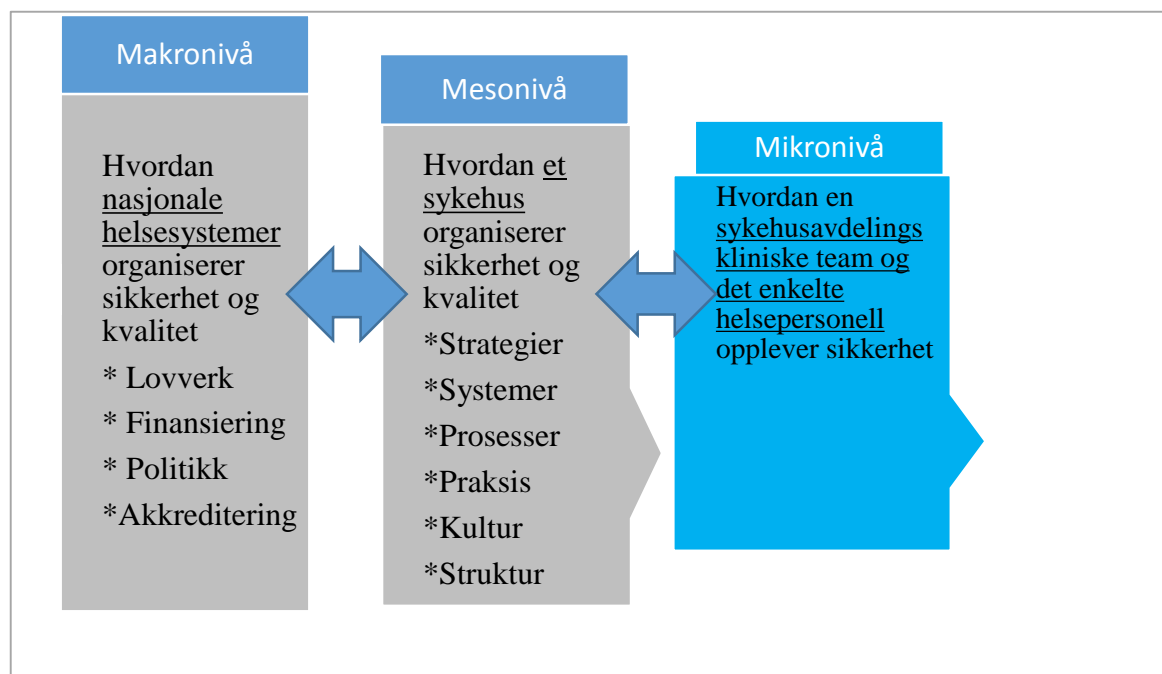 Makronivå
Hvordan
nasjonale
helsesystemer
organiserer
sikkerhet og
kvalitet
* Lovverk
* Finansiering
* Politikk
*Akkreditering
Mesonivå
Hvordan et
sykehus
organiserer
sikkerhet og
kvalitet
*Strategier
*Systemer
*Prosesser
*Praksis
*Kultur
*Struktur
Mikronivå
Hvordan en
sykehusavdelings
kliniske team og
det enkelte
helsepersonell
opplever sikkerhet